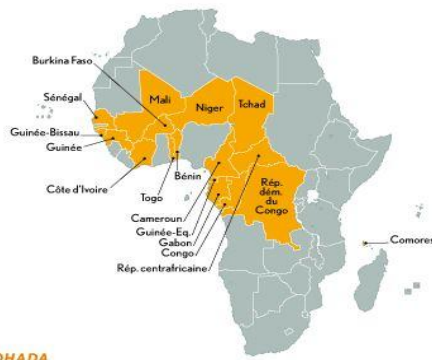 Burkina Faso
Mali
Niger
Tchad
Sénégal
Guinée-Bissau
Guinée
Côte d'Ivoire
Togo
Bénin
Cameroun
Guinée-Eq.
Gabon
Congo
Rép. centrafricaine
Rép.
dém.
du
Congo
Comores
OHADA